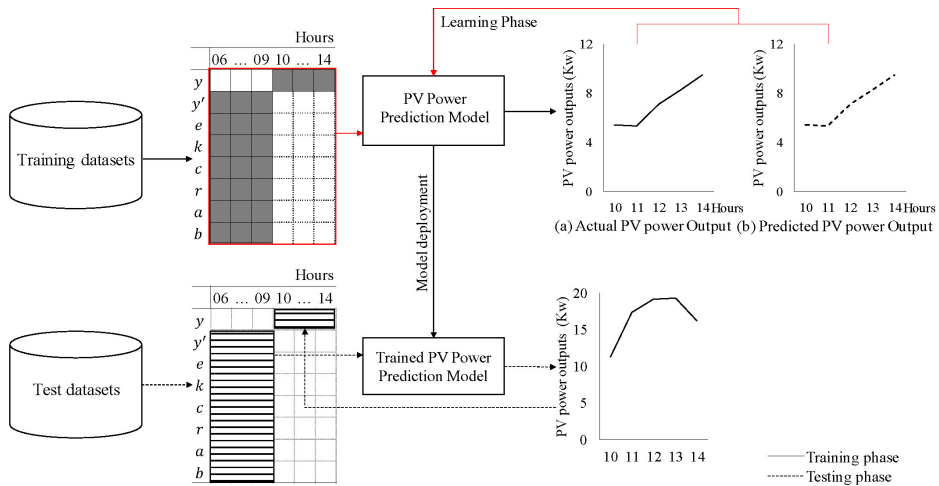 Learning Phase
Hours
06 … 09 10 … 14
y
y′
e
k
c
r
a
b
Training datasets
PV Power
Prediction Model
PV power outputs (Kw)
12
8
4
0
10 11 12 13 14 Hours
(a) Actual PV power Output
PV power outputs (Kw)
12
8
4
0
10 11 12 13 14 Hours
(b) Predicted PV power Output
Model deployment
Hours
06 … 09 10 … 14
y
y′
e
k
c
r
a
b
Test datasets
Trained PV Power
Prediction Model
PV power outputs (Kw)
20
15
10
5
0
10 11 12 13 14
Training phase
Testing phase